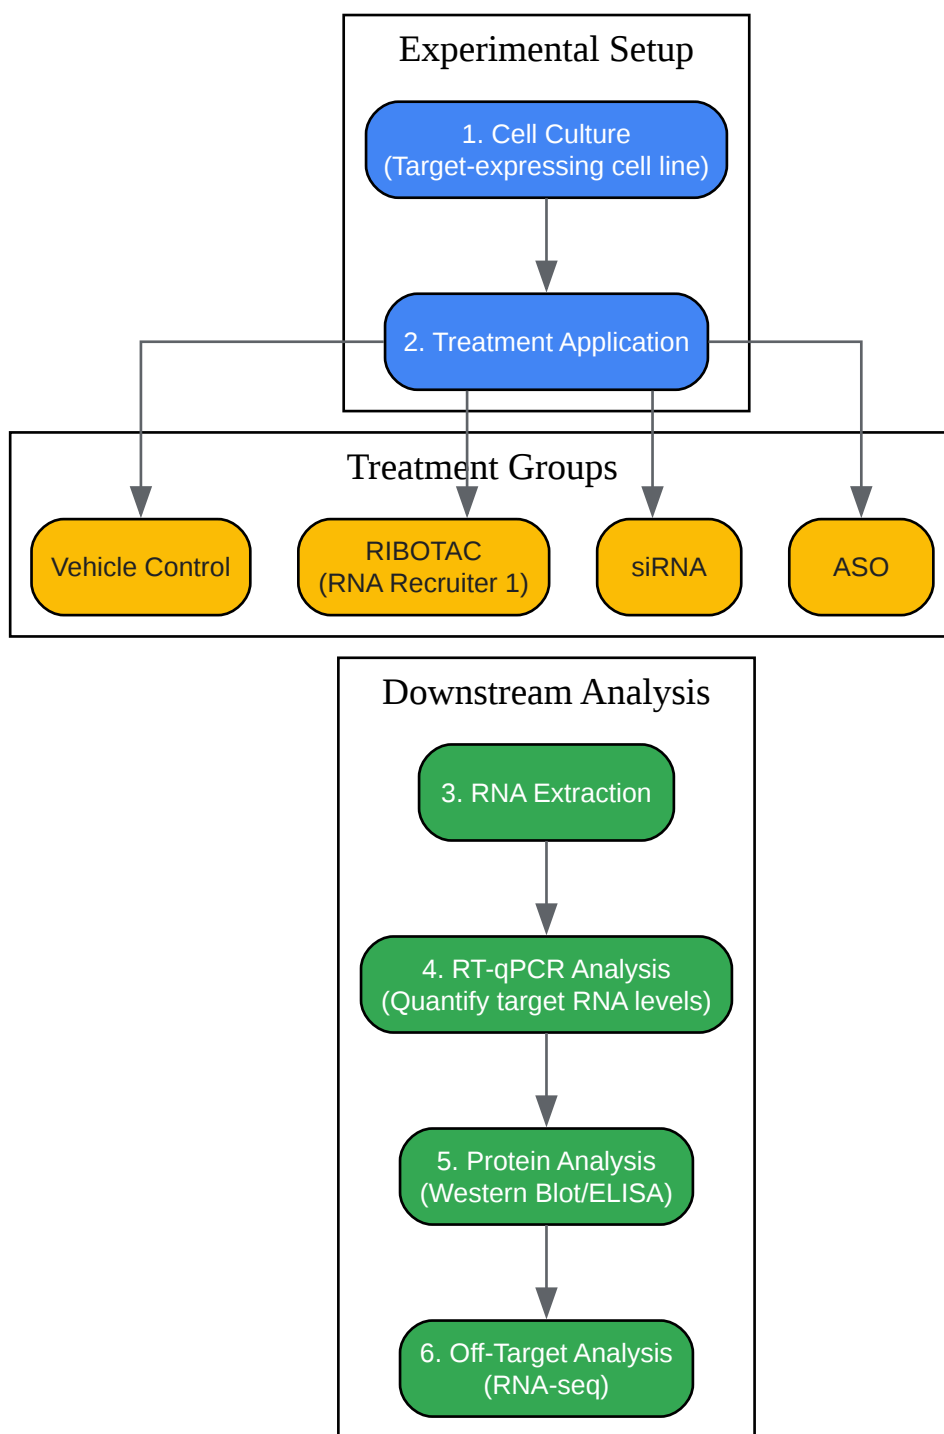 Experimental Setup
1. Cell Culture
(Target-expressing cell line)
2. Treatment Application
Treatment Groups
Vehicle Control
RIBOTAC
(RNA Recruiter 1)
siRNA
ASO
Downstream Analysis
3. RNA Extraction
4. RT-qPCR Analysis
(Quantify target RNA levels)
5. Protein Analysis
(Western Blot/ELISA)
6. Off-Target Analysis
(RNA-seq)